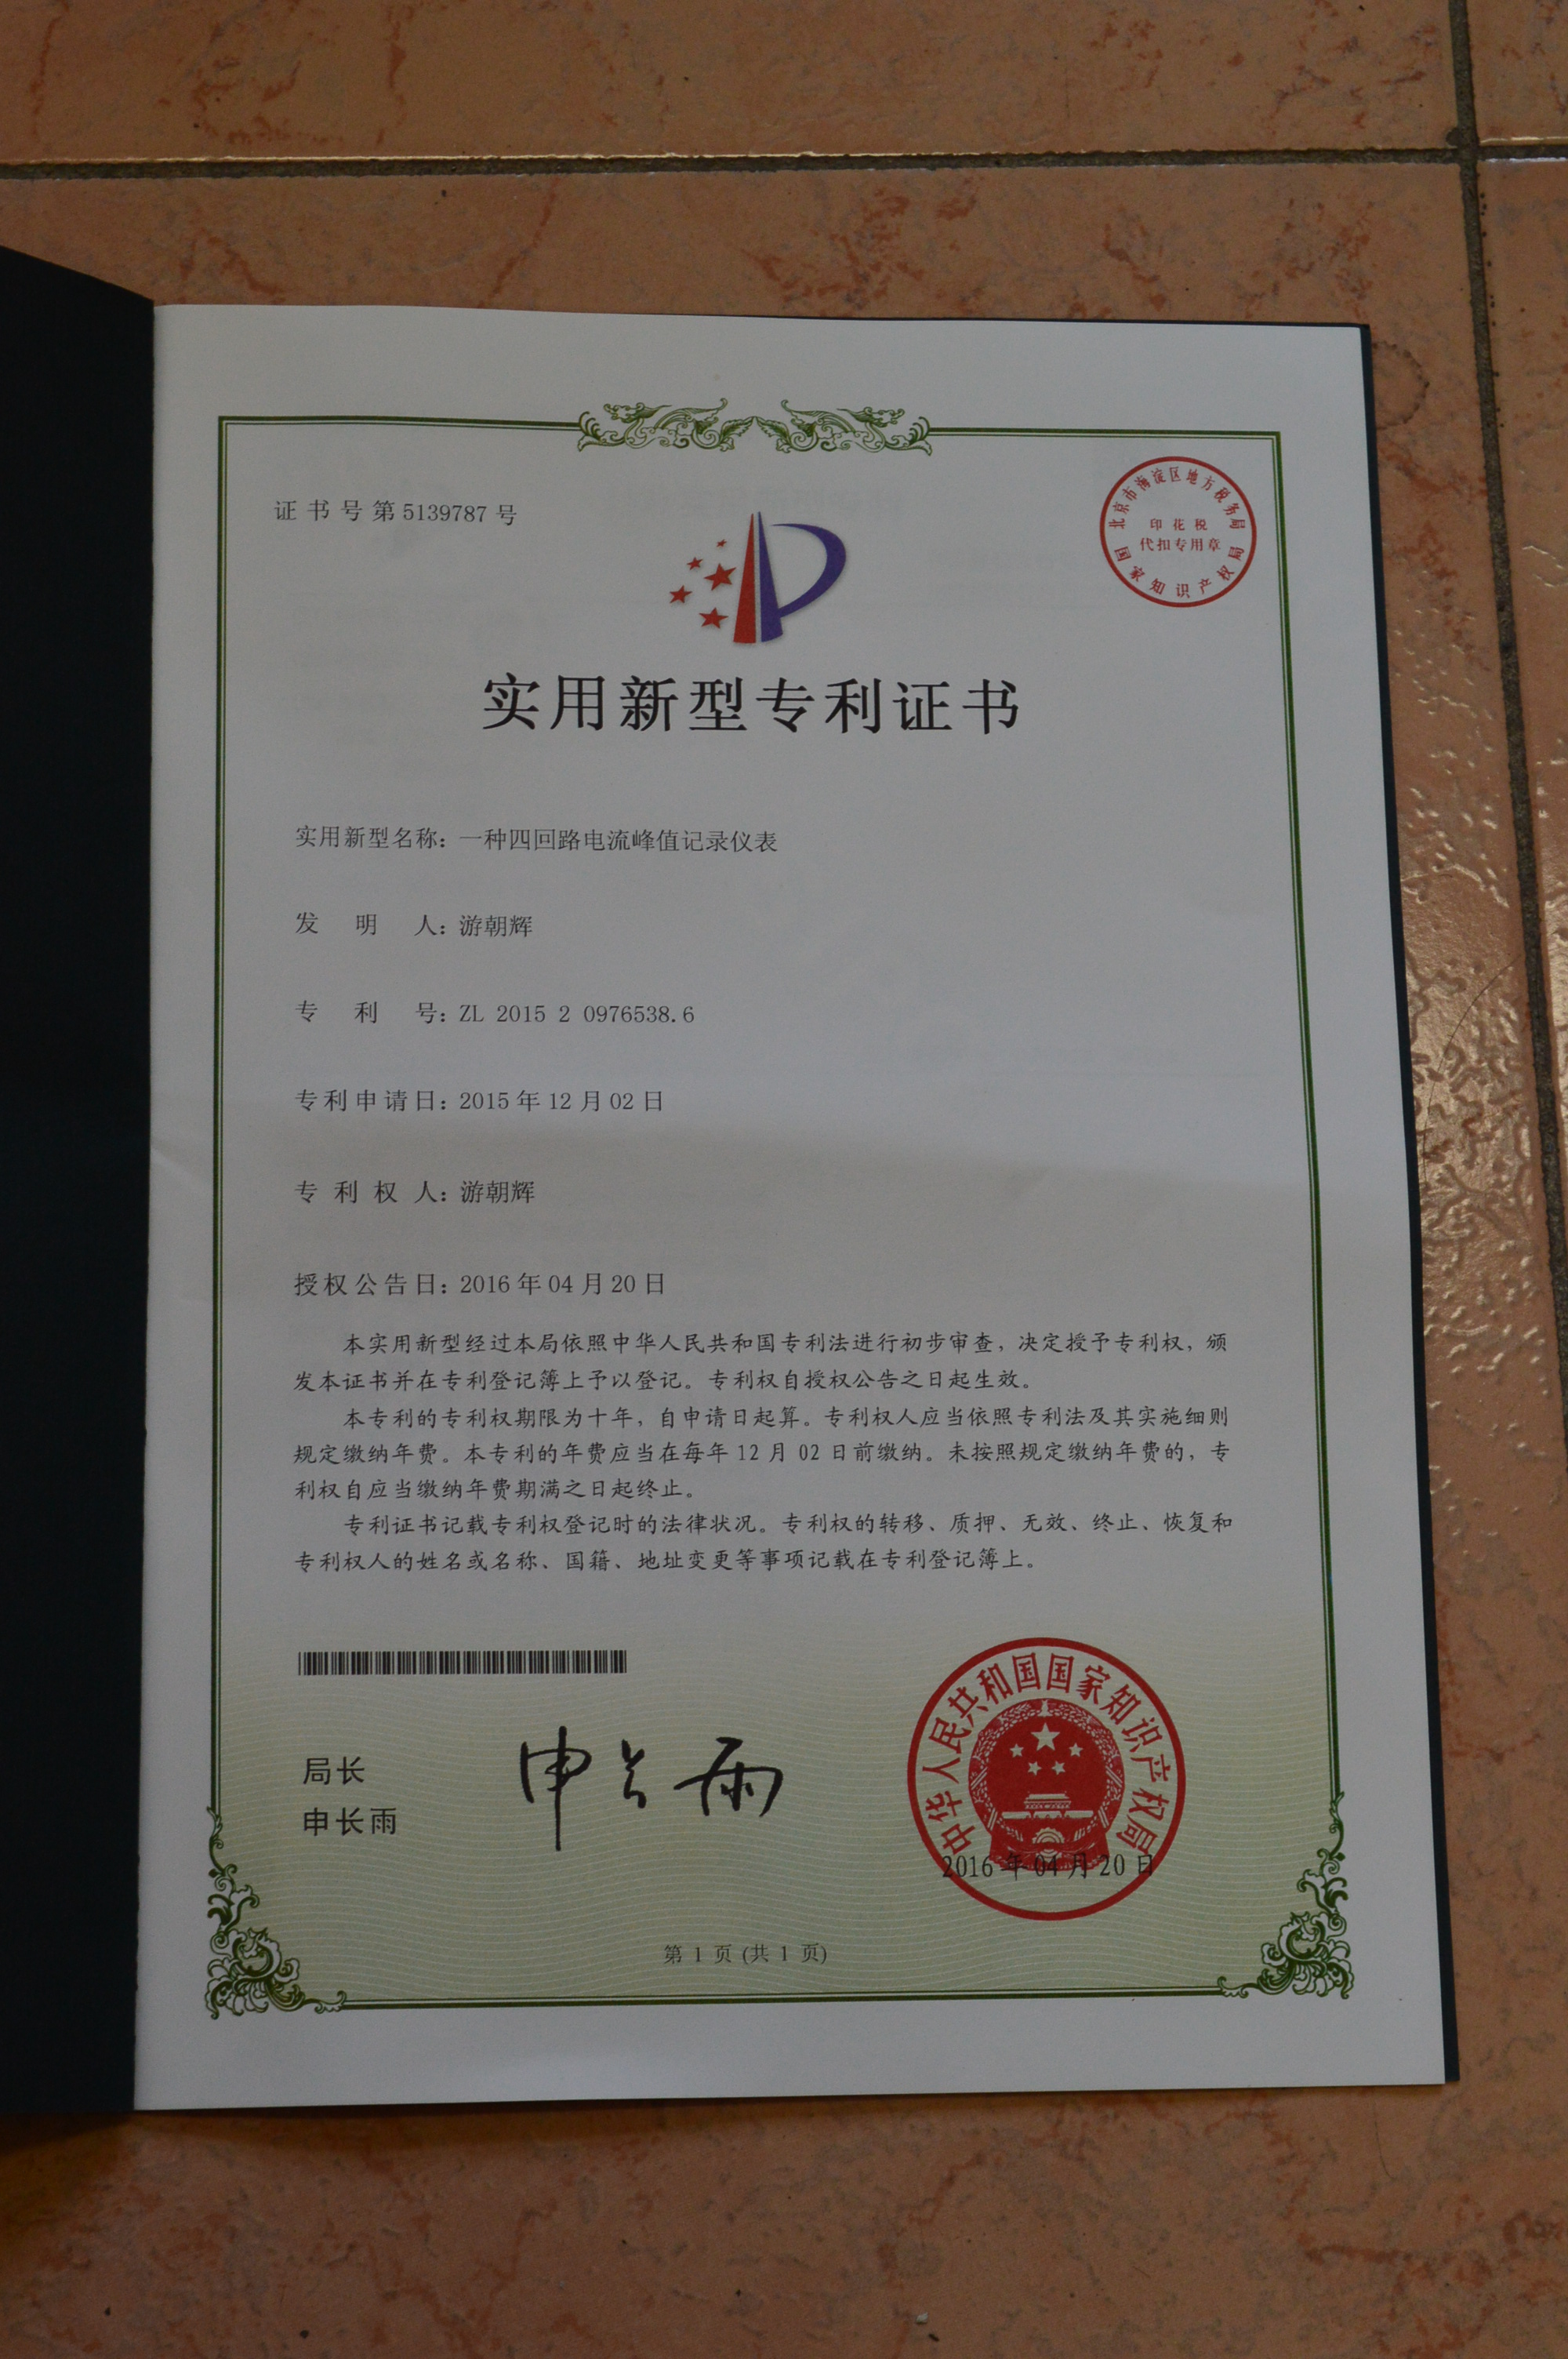 证书号第5139787号
北京市海淀区地方税务局
印花税
代扣专用章
国家知识产权局
实用新型专利证书
实用新型名称：一种四回路电流峰值记录仪表
发明人：游朝辉
专利号：ZL 2015 2 0976538.6
专利申请日：2015年12月02日
专利权人：游朝辉
授权公告日：2016年04月20日
本实用新型经过本局依照中华人民共和国专利法进行初步审查，决定授予专利权，颁
发本证书并在专利登记簿上予以登记。专利权自授权公告之日起生效。
本专利的专利权期限为十年，自申请日起算。专利权人应当依照专利法及其实施细则
规定缴纳年费。本专利的年费应当在每年12月02日前缴纳。未按照规定缴纳年费的，专
利权自应当缴纳年费期满之日起终止。
专利证书记载专利权登记时的法律状况。专利权的转移、质押、无效、终止、恢复和
专利权人的姓名或名称、国籍、地址变更等事项记载在专利登记簿上。
局长
申长雨
申长雨
中华人民共和国国家知识产权局
2016年04月20日
第1页(共1页)